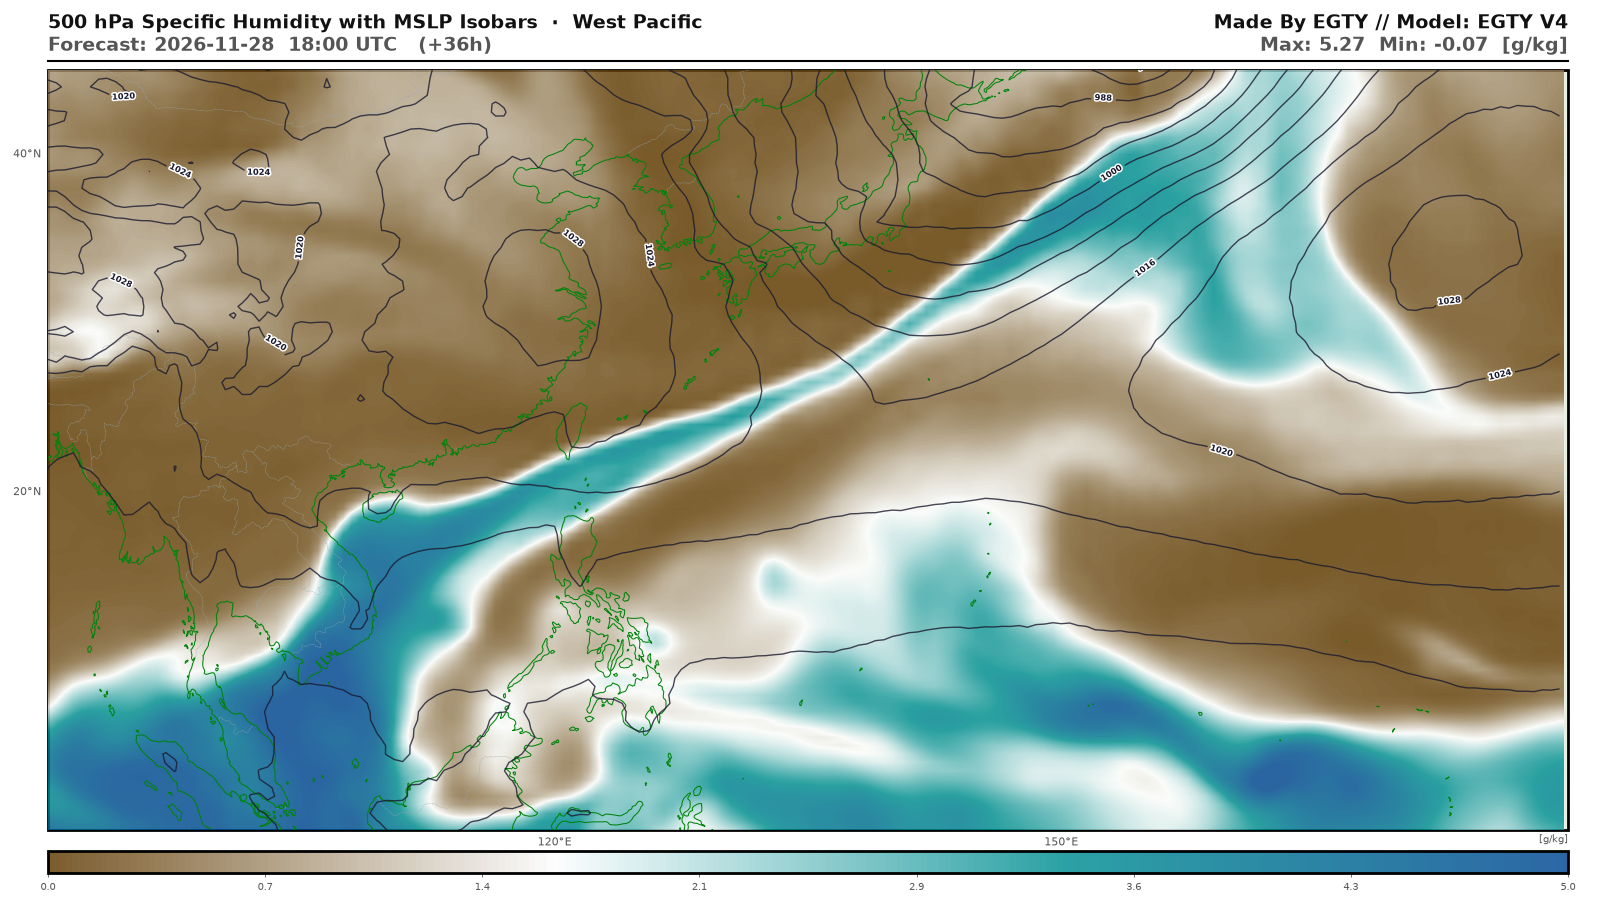 500 hPa Specific Humidity with MSLP Isobars · West Pacific
Made By EGTY // Model: EGTY V4
Forecast: 2026-11-28 18:00 UTC (+36h)
Max: 5.27 Min: -0.07 [g/kg]
988
1020
40°N
1024
1024
1000
1028
1020
1024
1016
1028
1028
1020
1024
1020
20°N
120°E
150°E
[g/kg]
0.0 0.7 1.4 2.1 2.9 3.6 4.3 5.0